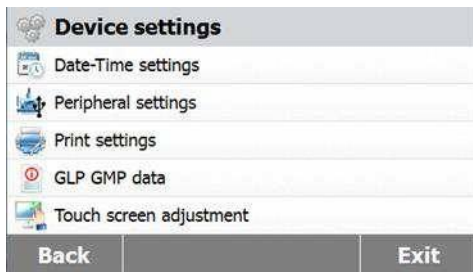 Device settings
Date-Time settings
Peripheral settings
Print settings
GLP GMP data
Touch screen adjustment
Back Exit